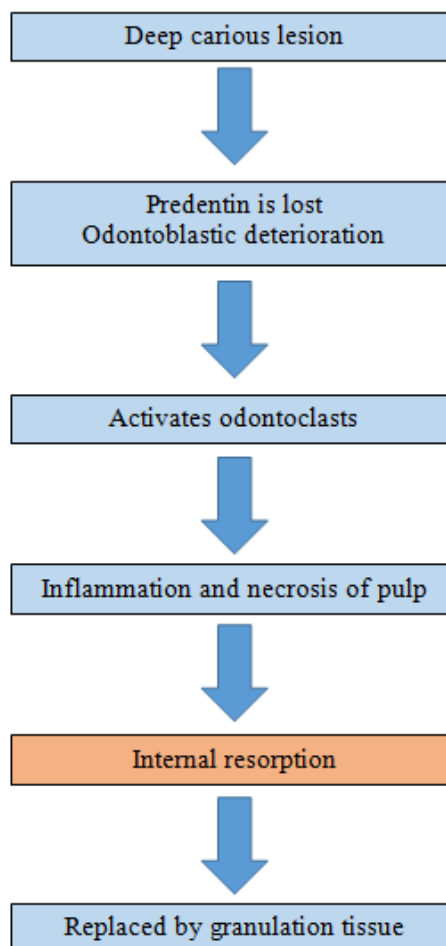 Deep carious lesion
Predentin is lost
Odontoblastic deterioration
Activates odontoclasts
Inflammation and necrosis of pulp
Internal resorption
Replaced by granulation tissue